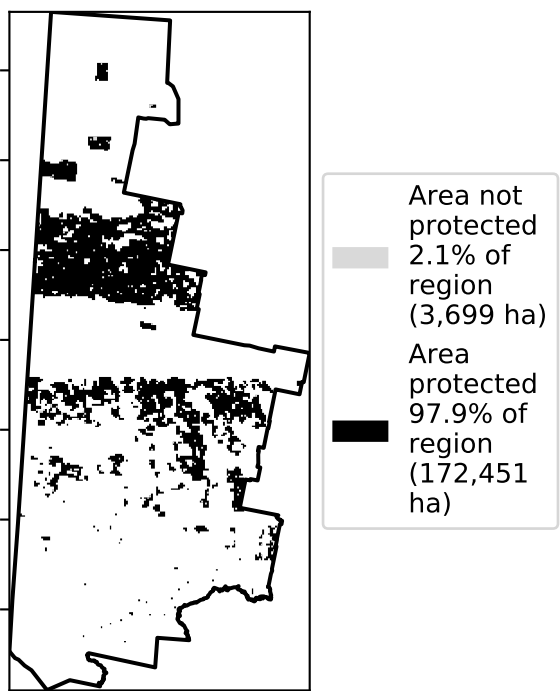 Area not
protected
2.1% of
region
(3,699 ha)
Area
protected
97.9% of
region
(172,451
ha)